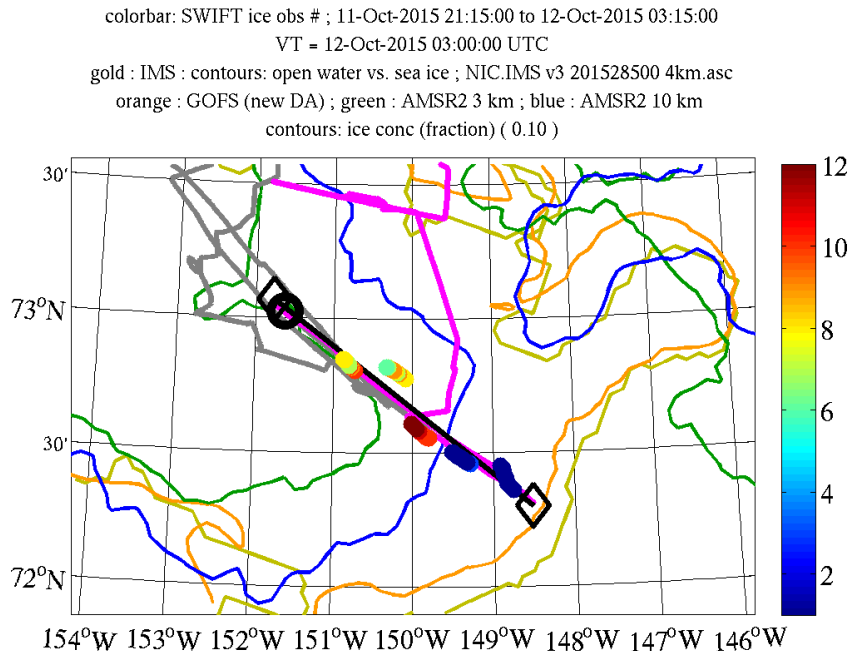 colorbar: SWIFT ice obs # ; 11-Oct-2015 21:15:00 to 12-Oct-2015 03:15:00
VT = 12-Oct-2015 03:00:00 UTC
gold : IMS : contours: open water vs. sea ice ; NIC.IMS v3 201528500 4km.asc
orange : GOFS (new DA) ; green : AMSR2 3 km ; blue : AMSR2 10 km
contours: ice conc (fraction) ( 0.10 )
30'
73°N
30'
72°N
154°W 153°W 152°W 151°W 150°W 149°W 148°W 147°W 146°W
12
10
8
6
4
2